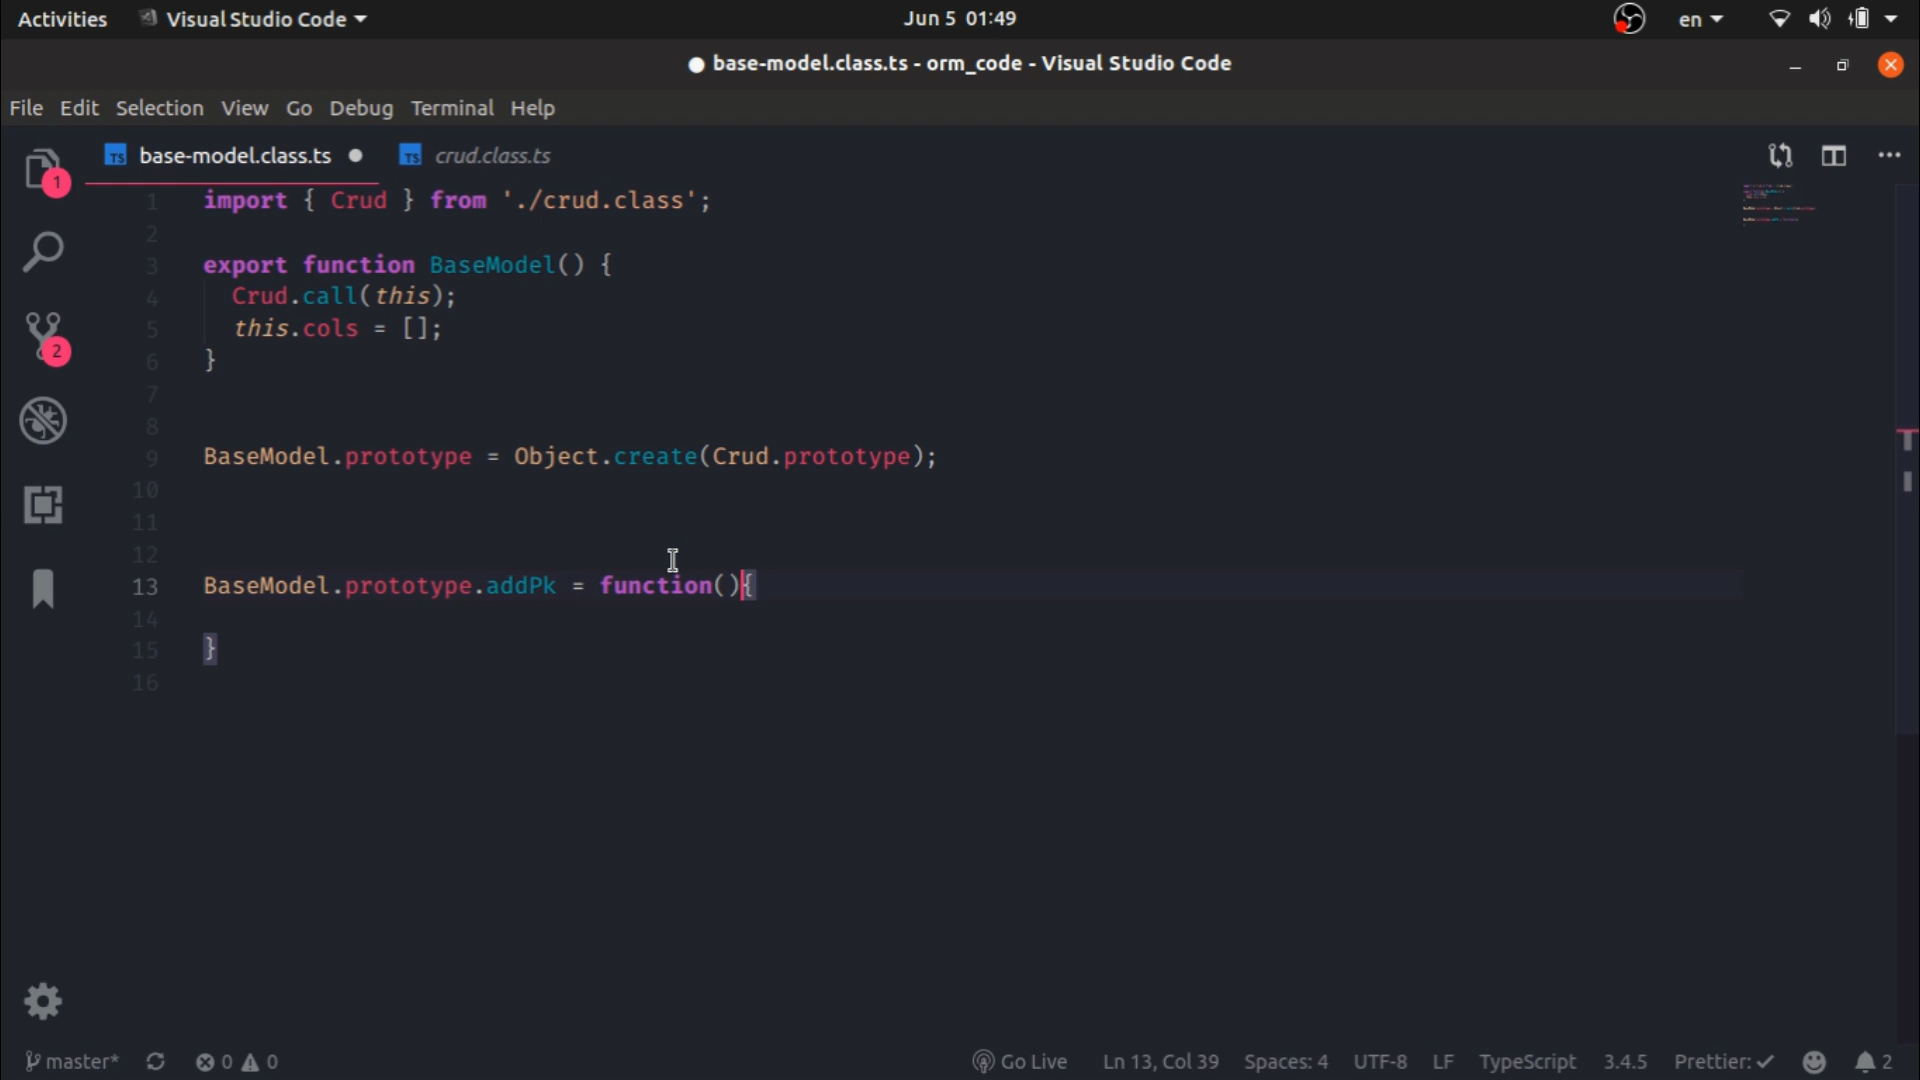 Activities Visual Studio Code Jun 5 01:49 en
base-model.class.ts - orm_code - Visual Studio Code
File Edit Selection View Go Debug Terminal Help
TS base-model.class.ts TS crud.class.ts
1 import { Crud } from './crud.class';
2
3 export function BaseModel() {
4 Crud.call(this);
5 this.cols = [];
6 }
7
8
9 BaseModel.prototype = Object.create(Crud.prototype);
10
11
12
13 BaseModel.prototype.addPk = function(){
14
15 }
16
1
2
master* 0 0 Go Live Ln 13, Col 39 Spaces: 4 UTF-8 LF TypeScript 3.4.5 Prettier: ✓ 2